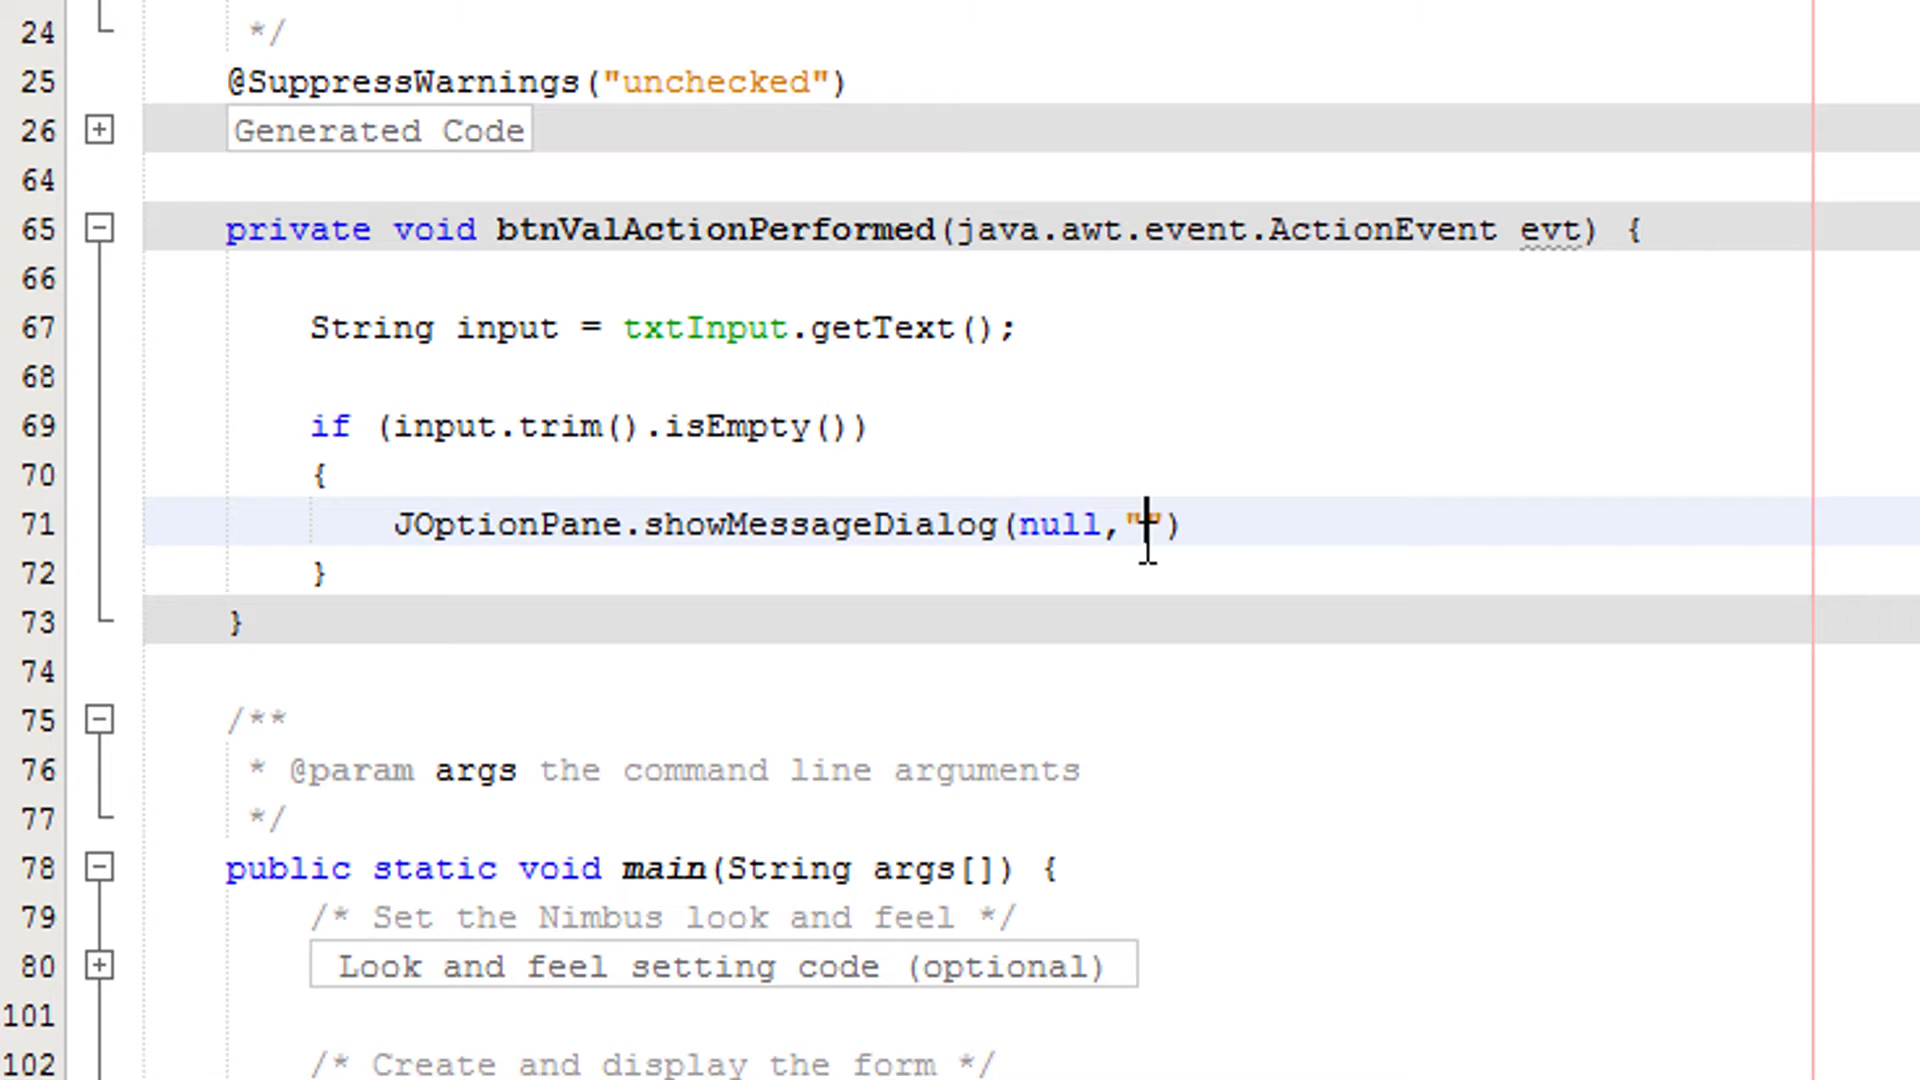 24 */
25 @SuppressWarnings("unchecked")
26 Generated Code
64
65 private void btnValActionPerformed(java.awt.event.ActionEvent evt) {
66
67 String input = txtInput.getText();
68
69 if (input.trim().isEmpty())
70 {
71 JOptionPane.showMessageDialog(null,"")
72 }
73 }
74
75 /**
76 * @param args the command line arguments
77 */
78 public static void main(String args[]) {
79 /* Set the Nimbus look and feel */
80 Look and feel setting code (optional)
101
102 /* Create and display the form */